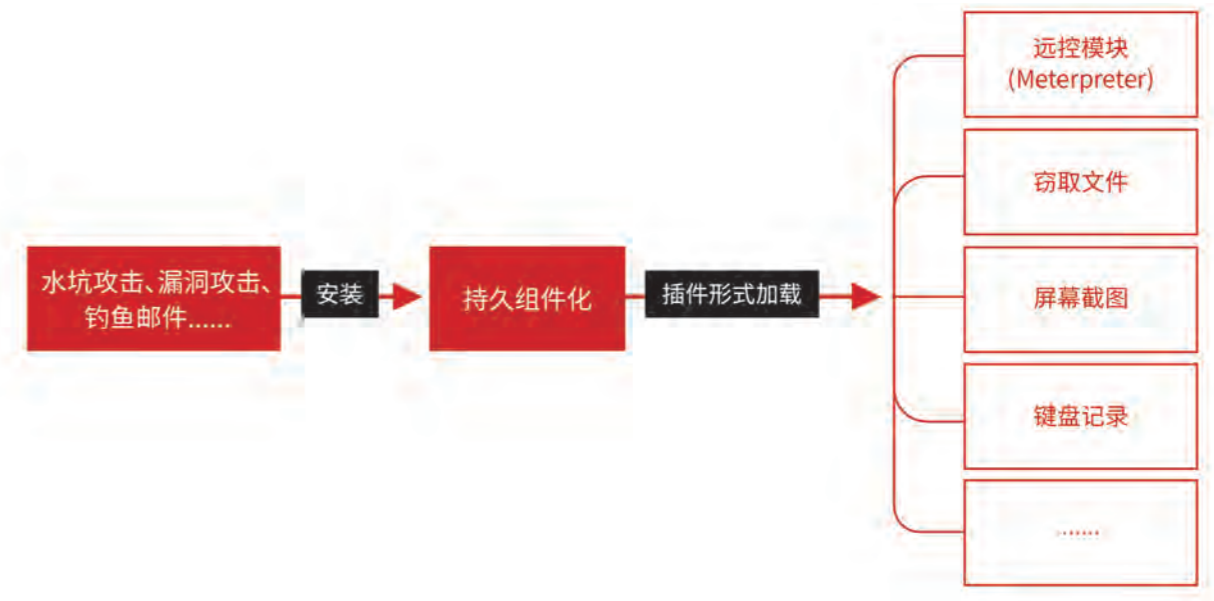 远控模块
(Meterpreter)
窃取文件
水坑攻击、漏洞攻击、
钓鱼邮件......
安装
持久组件化
插件形式加载
屏幕截图
键盘记录
.......